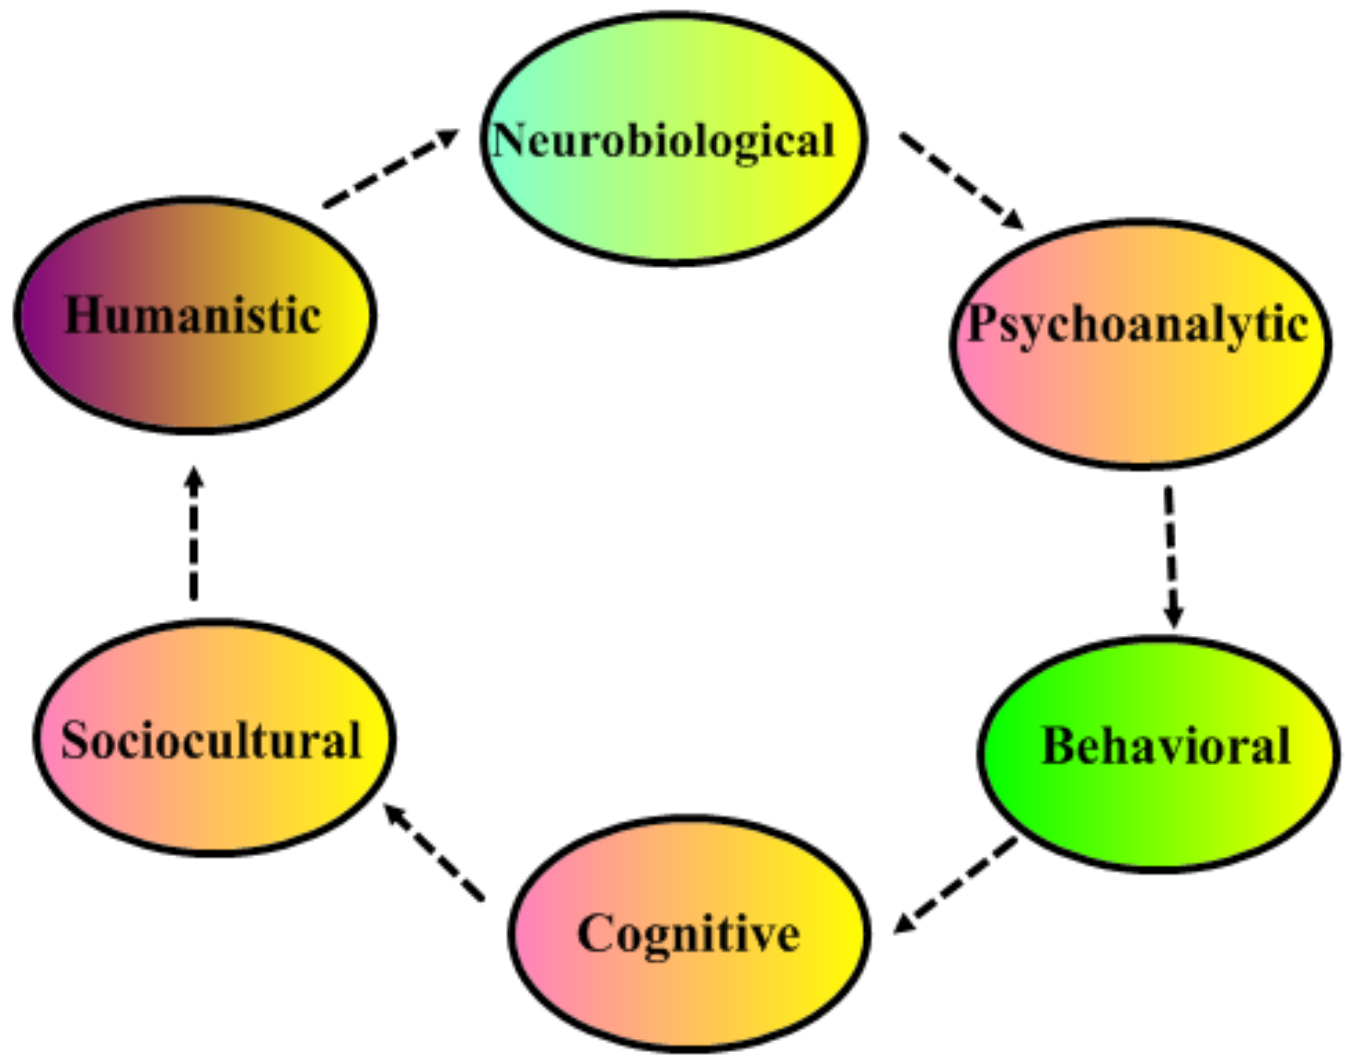 Neurobiological
Humanistic
Psychoanalytic
Sociocultural
Behavioral
Cognitive